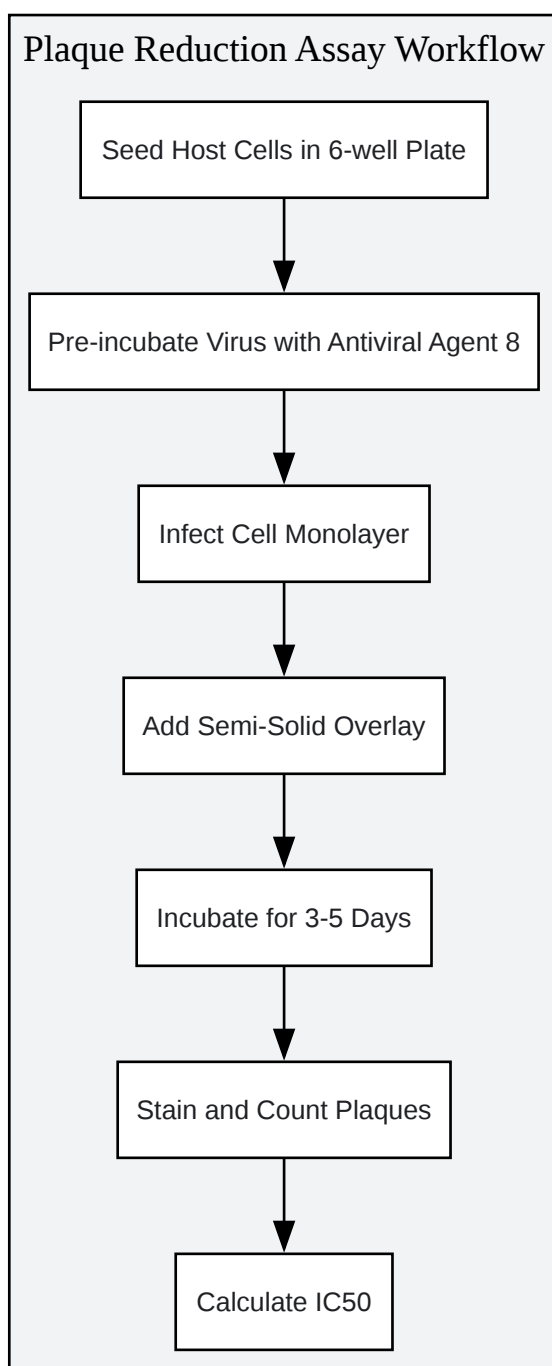 Plaque Reduction Assay Workflow
Seed Host Cells in 6-well Plate
Pre-incubate Virus with Antiviral Agent 8
Infect Cell Monolayer
Add Semi-Solid Overlay
Incubate for 3-5 Days
Stain and Count Plaques
Calculate IC50